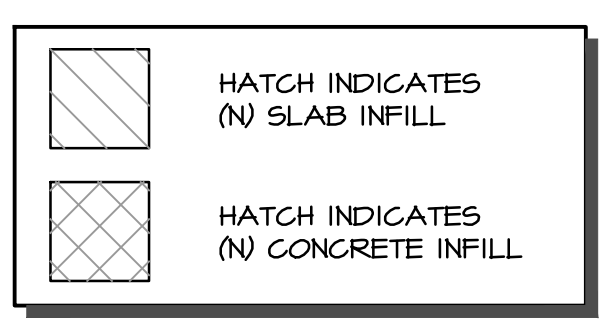 HATCH INDICATES
(N) SLAB INFILL
HATCH INDICATES
(N) CONCRETE INFILL